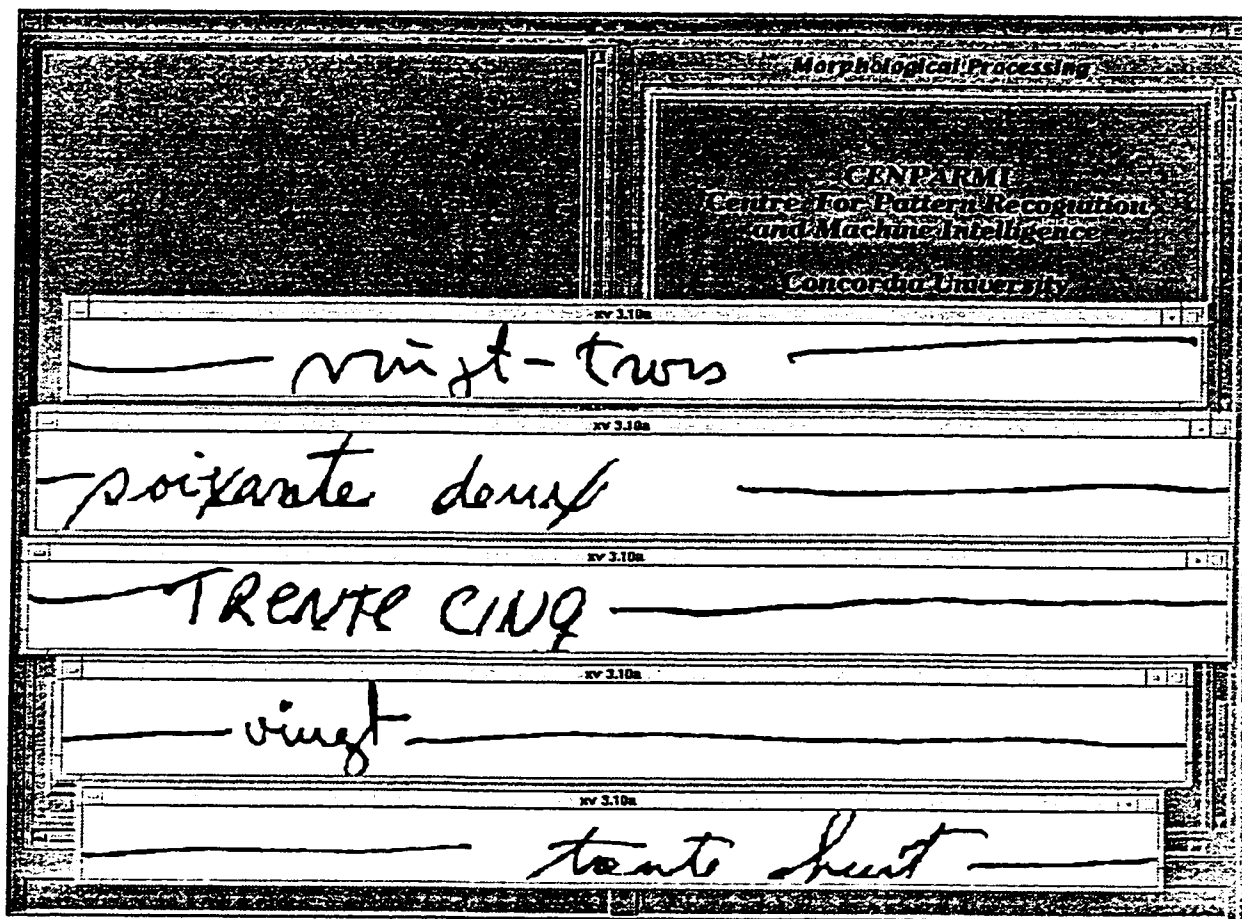 Morphological Processing
CENPARMI
Centre For Pattern Recognition
and Machine Intelligence
Concordia University
xv 3.10a
vingt-trois
xv 3.10a
soixante deux
xv 3.10a
TRENTE CINQ
xv 3.10a
vingt
xv 3.10a
trente huit